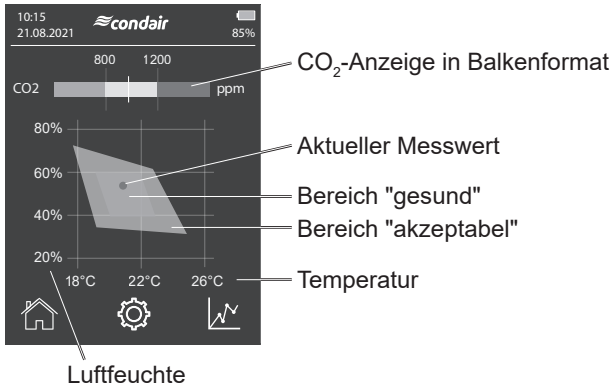 10:15
21.08.2021
condair
85%
800 1200
CO2 ppm
CO₂-Anzeige in Balkenformat
80%
Aktueller Messwert
60%
Bereich "gesund"
40%
Bereich "akzeptabel"
20%
18°C 22°C 26°C
Temperatur
Luftfeuchte